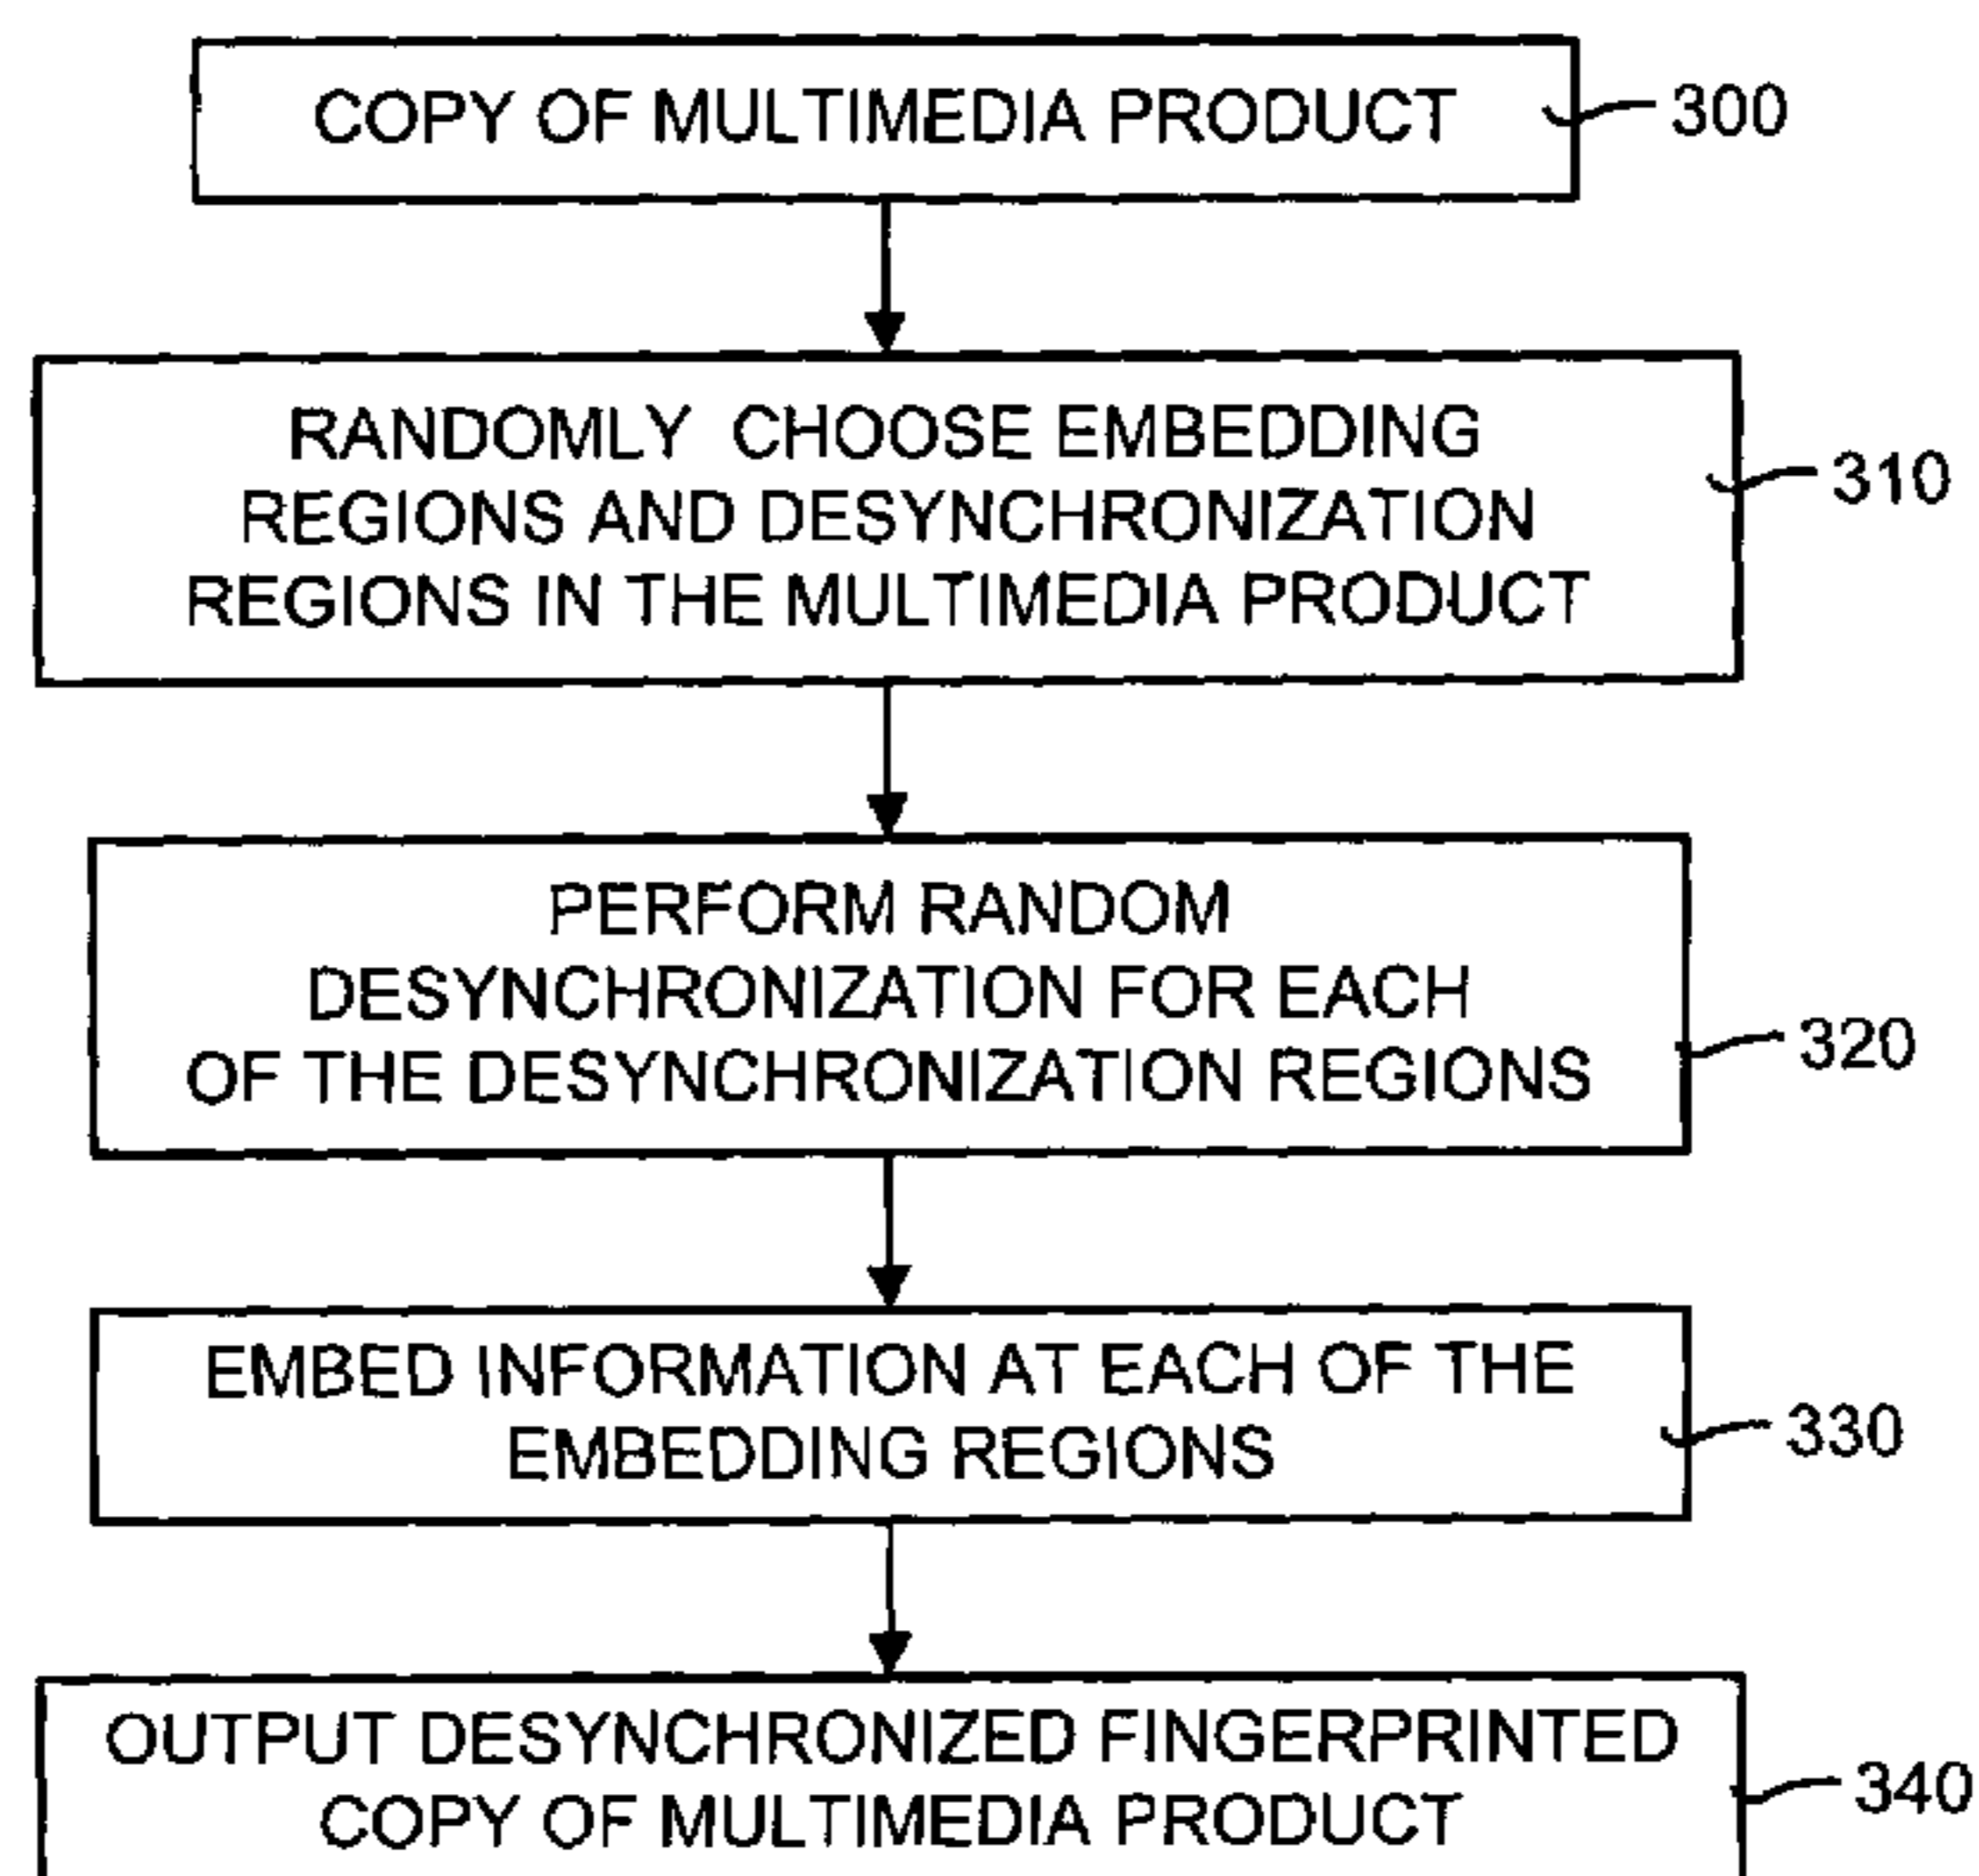 COPY OF MULTIMEDIA PRODUCT
300
RANDOMLY CHOOSE EMBEDDING
REGIONS AND DESYNCHRONIZATION
REGIONS IN THE MULTIMEDIA PRODUCT
310
PERFORM RANDOM
DESYNCHRONIZATION FOR EACH
OF THE DESYNCHRONIZATION REGIONS
320
EMBED INFORMATION AT EACH OF THE
EMBEDDING REGIONS
330
OUTPUT DESYNCHRONIZED FINGERPRINTED
COPY OF MULTIMEDIA PRODUCT
340